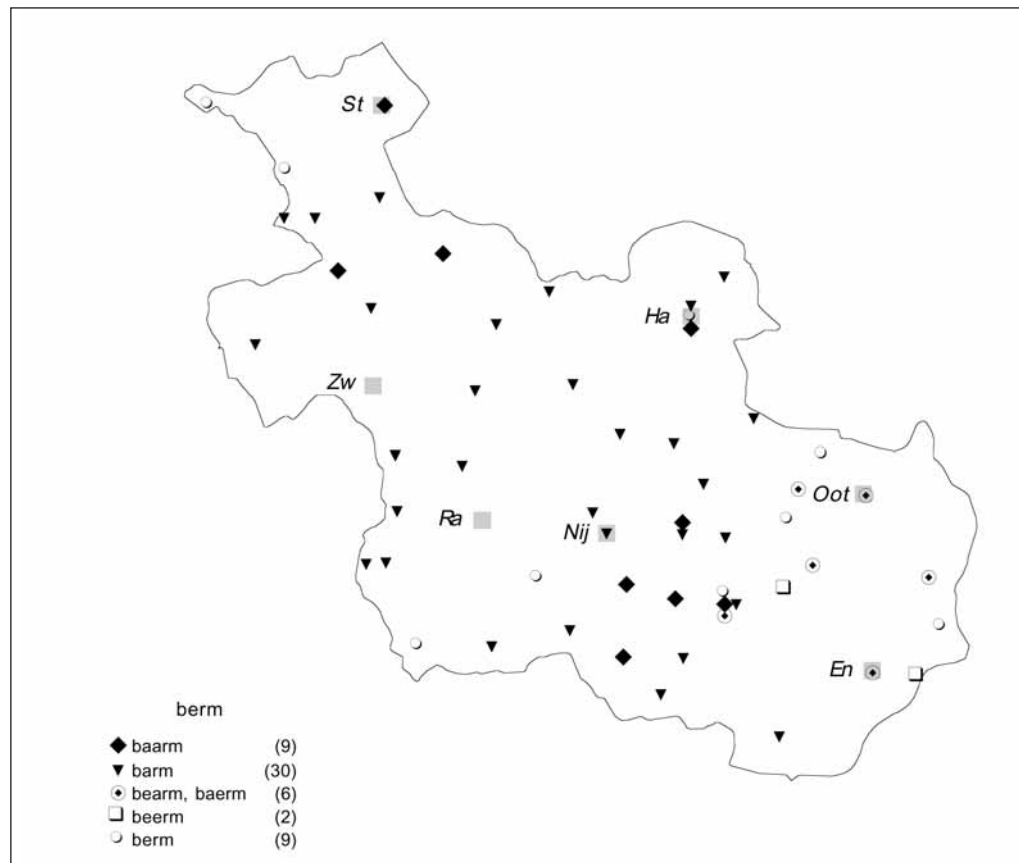 St
Ha
Zw
Oot
Ra
Nij
En
berm
baarm (9)
barm (30)
bearm, baerm (6)
beerm (2)
berm (9)